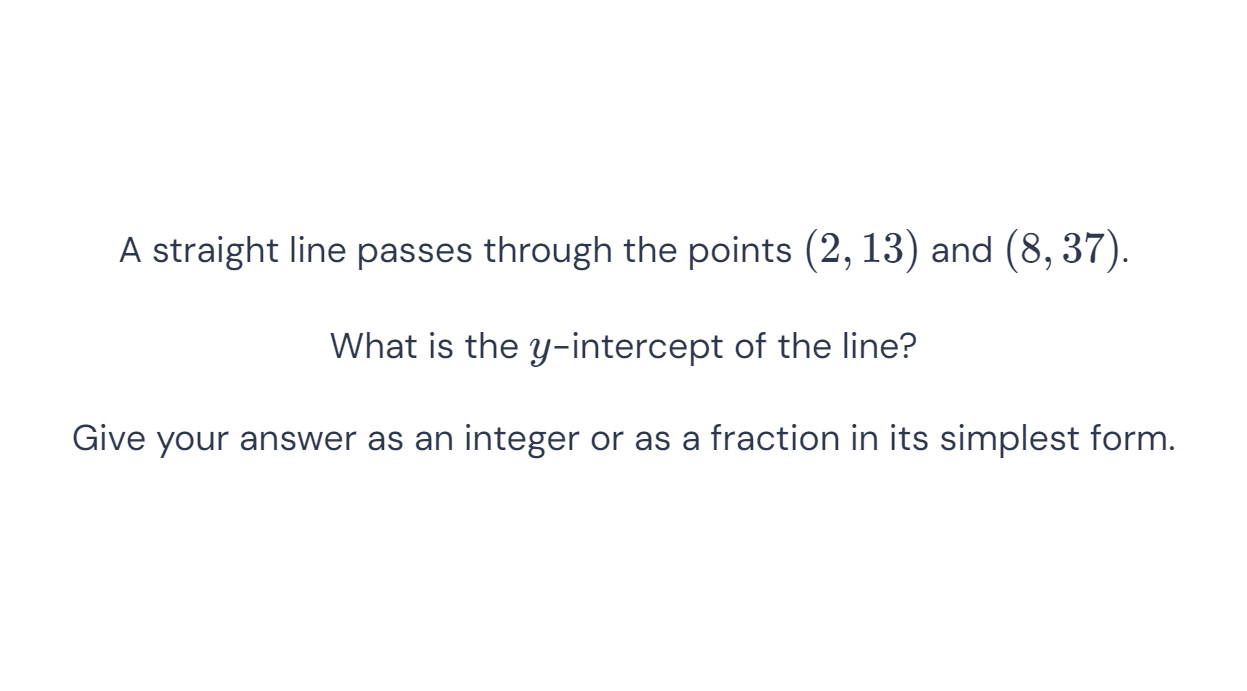 A straight line passes through the points (2, 13) and (8, 37).
What is the y-intercept of the line?
Give your answer as an integer or as a fraction in its simplest form.